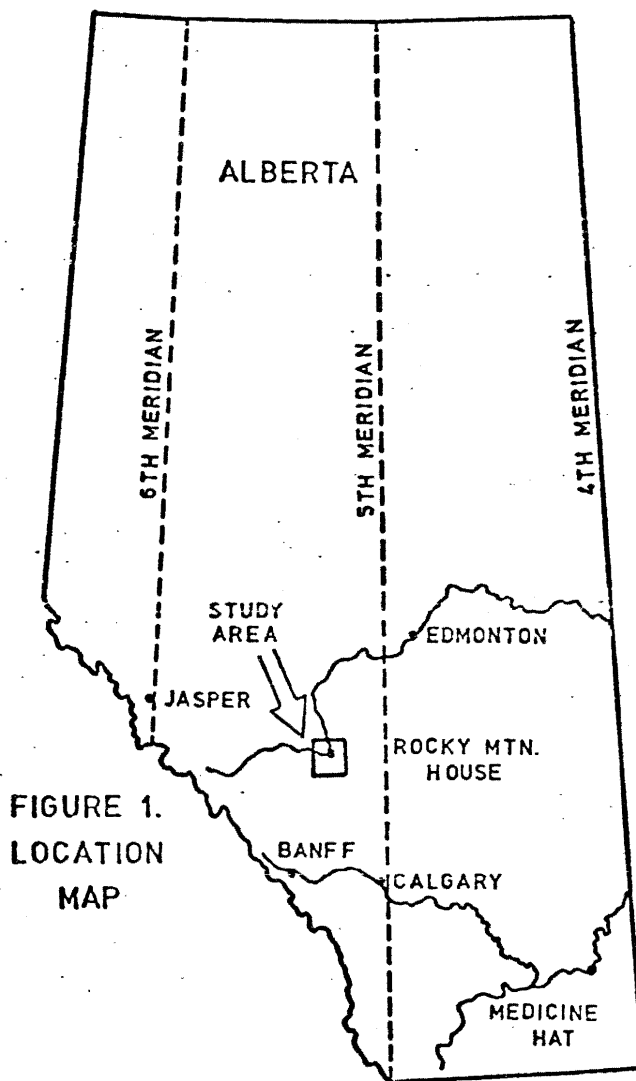 ALBERTA
6TH MERIDIAN
5TH MERIDIAN
4TH MERIDIAN
STUDY
AREA
EDMONTON
JASPER
ROCKY MTN.
HOUSE
FIGURE 1.
LOCATION
MAP
BANFF
CALGARY
MEDICINE
HAT